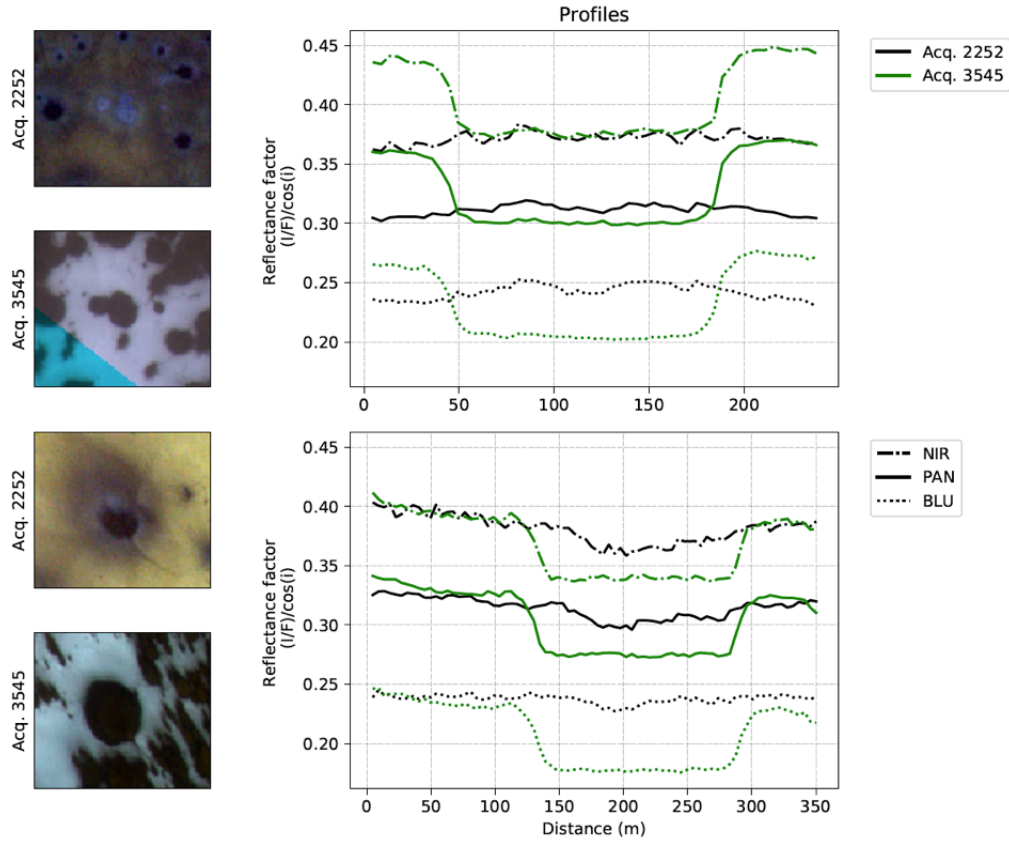 Profiles
Acq. 2252
Acq. 3545
Acq. 2252
Acq. 3545
Reflectance factor
(I/F)/cos(i)
0.45
0.40
0.35
0.30
0.25
0.20
0 50 100 150 200
Acq. 2252
Acq. 3545
Reflectance factor
(I/F)/cos(i)
0.45
0.40
0.35
0.30
0.25
0.20
0 50 100 150 200 250 300 350
Distance (m)
NIR
PAN
BLU